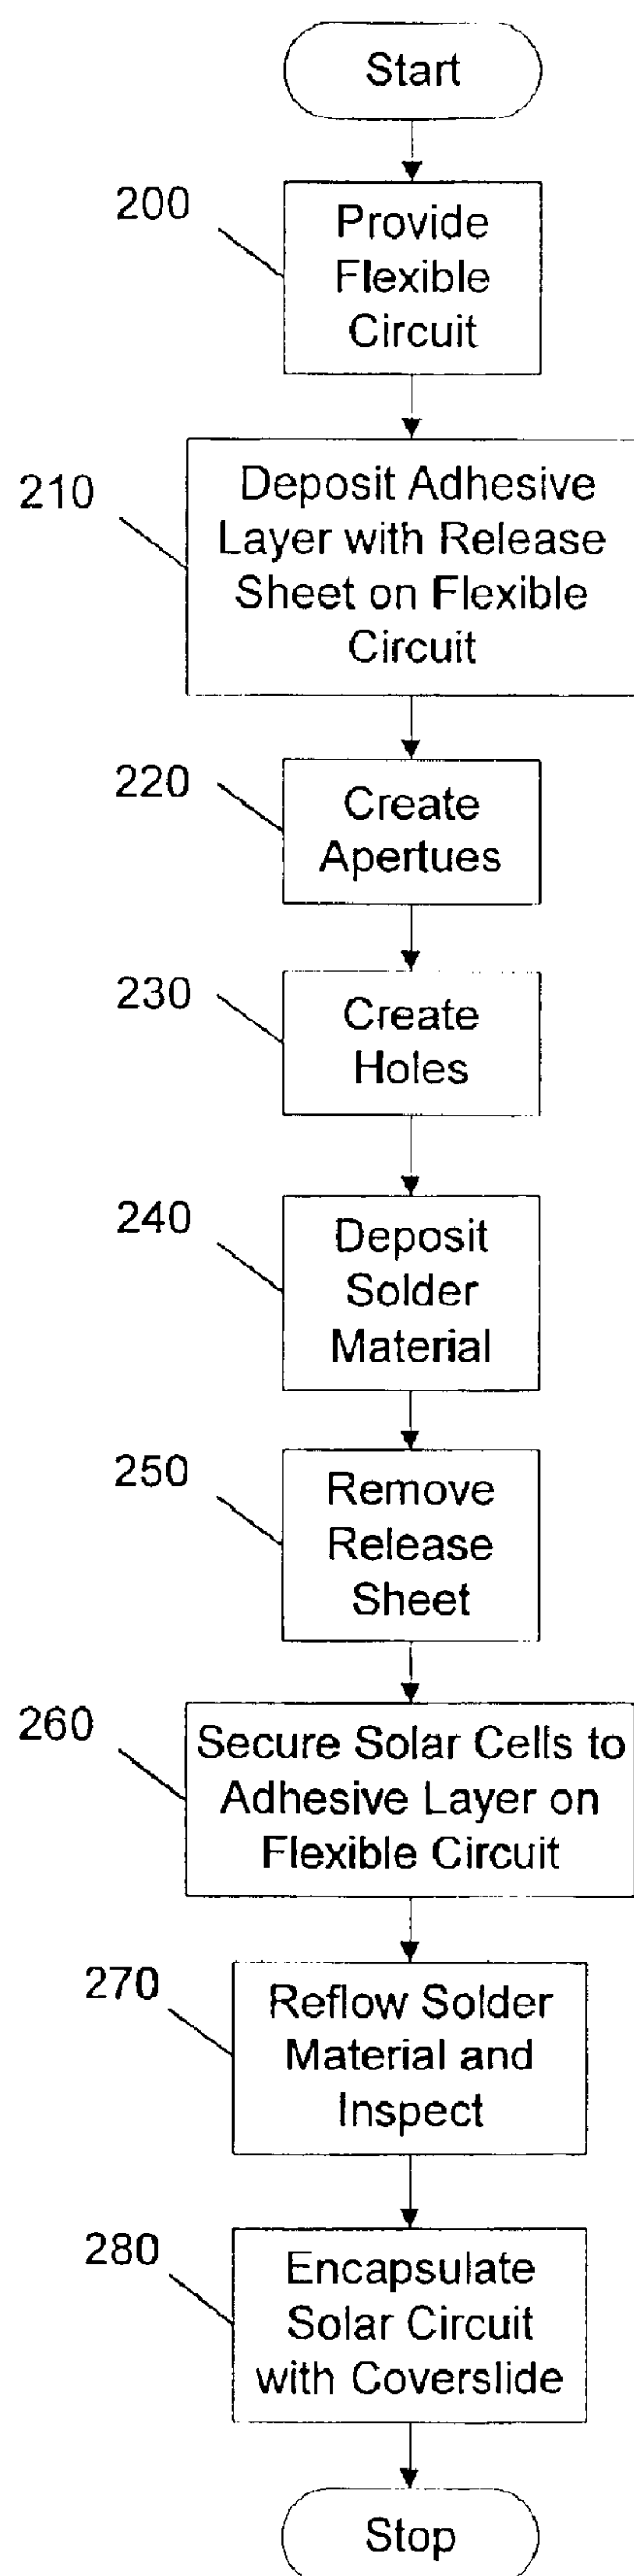 Start
200
Provide
Flexible
Circuit
210
Deposit Adhesive
Layer with Release
Sheet on Flexible
Circuit
220
Create
Apertues
230
Create
Holes
240
Deposit
Solder
Material
250
Remove
Release
Sheet
260
Secure Solar Cells to
Adhesive Layer on
Flexible Circuit
270
Reflow Solder
Material and
Inspect
280
Encapsulate
Solar Circuit
with Coverslide
Stop